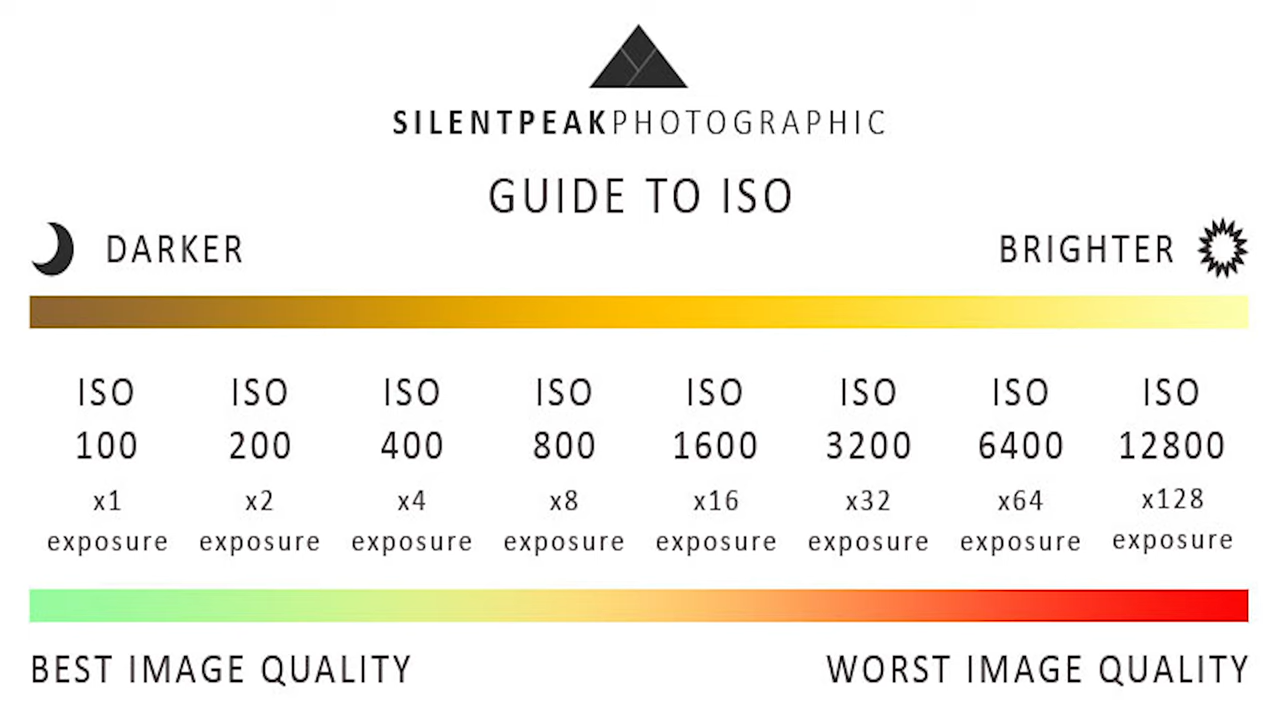 SILENTPEAKPHOTOGRAPHIC
GUIDE TO ISO
DARKER BRIGHTER
ISO ISO ISO ISO ISO ISO ISO ISO
100 200 400 800 1600 3200 6400 12800
x1 x2 x4 x8 x16 x32 x64 x128
exposure exposure exposure exposure exposure exposure exposure exposure
BEST IMAGE QUALITY WORST IMAGE QUALITY